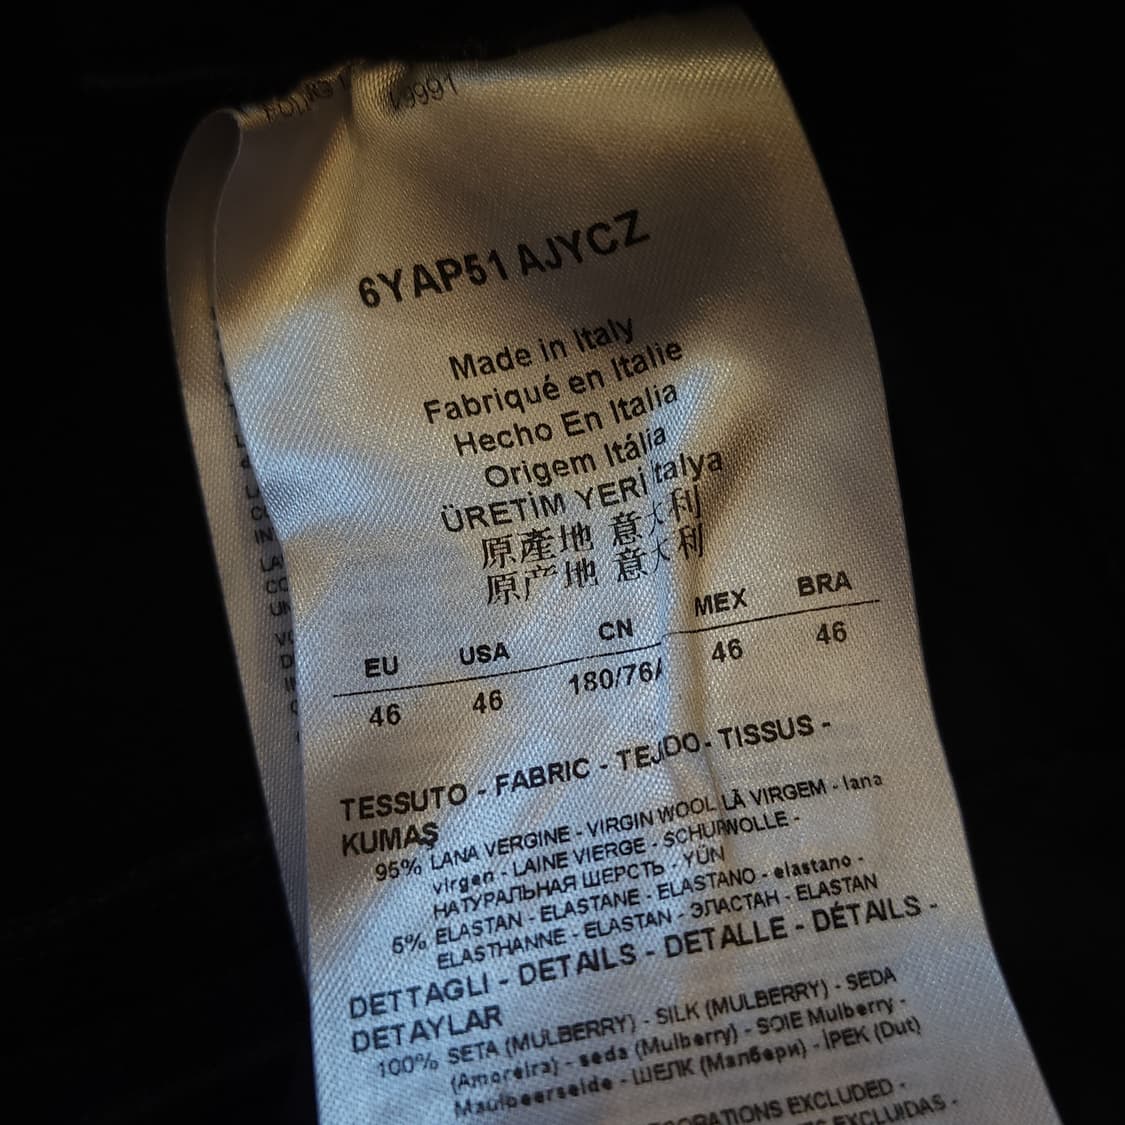 6YAP51 AJYCZ
Made in Italy
Fabriqué en Italie
Hecho En Italia
Origem Itália
ÜRETİM YERİ talya
原產地 意大利
原产地 意大利
EU USA CN MEX BRA
46 46 180/76A 46 46
TESSUTO - FABRIC - TEJIDO - TISSUS -
KUMAŞ
95% LANA VERGINE - VIRGIN WOOL LÃ VIRGEM - lana
virgen - LAINE VIERGE - SCHURWOLLE -
НАТУРАЛЬНАЯ ШЕРСТЬ - YÜN
5% ELASTAN - ELASTANE - ELASTANO - elastano -
ELASTHANNE - ELASTAN - ЭЛАСТАН - ELASTAN
DETTAGLI - DETAILS - DETALLE - DÉTAILS -
DETAYLAR
100% SETA (MULBERRY) - SILK (MULBERRY) - SEDA
(Amoreira) - seda (Mulberry) - SOIE Mulberry -
Maulbeerseide - ШЕЛК (Малбери) - İPEK (Dut)
EXCLUDED -
EXCLUIDAS -